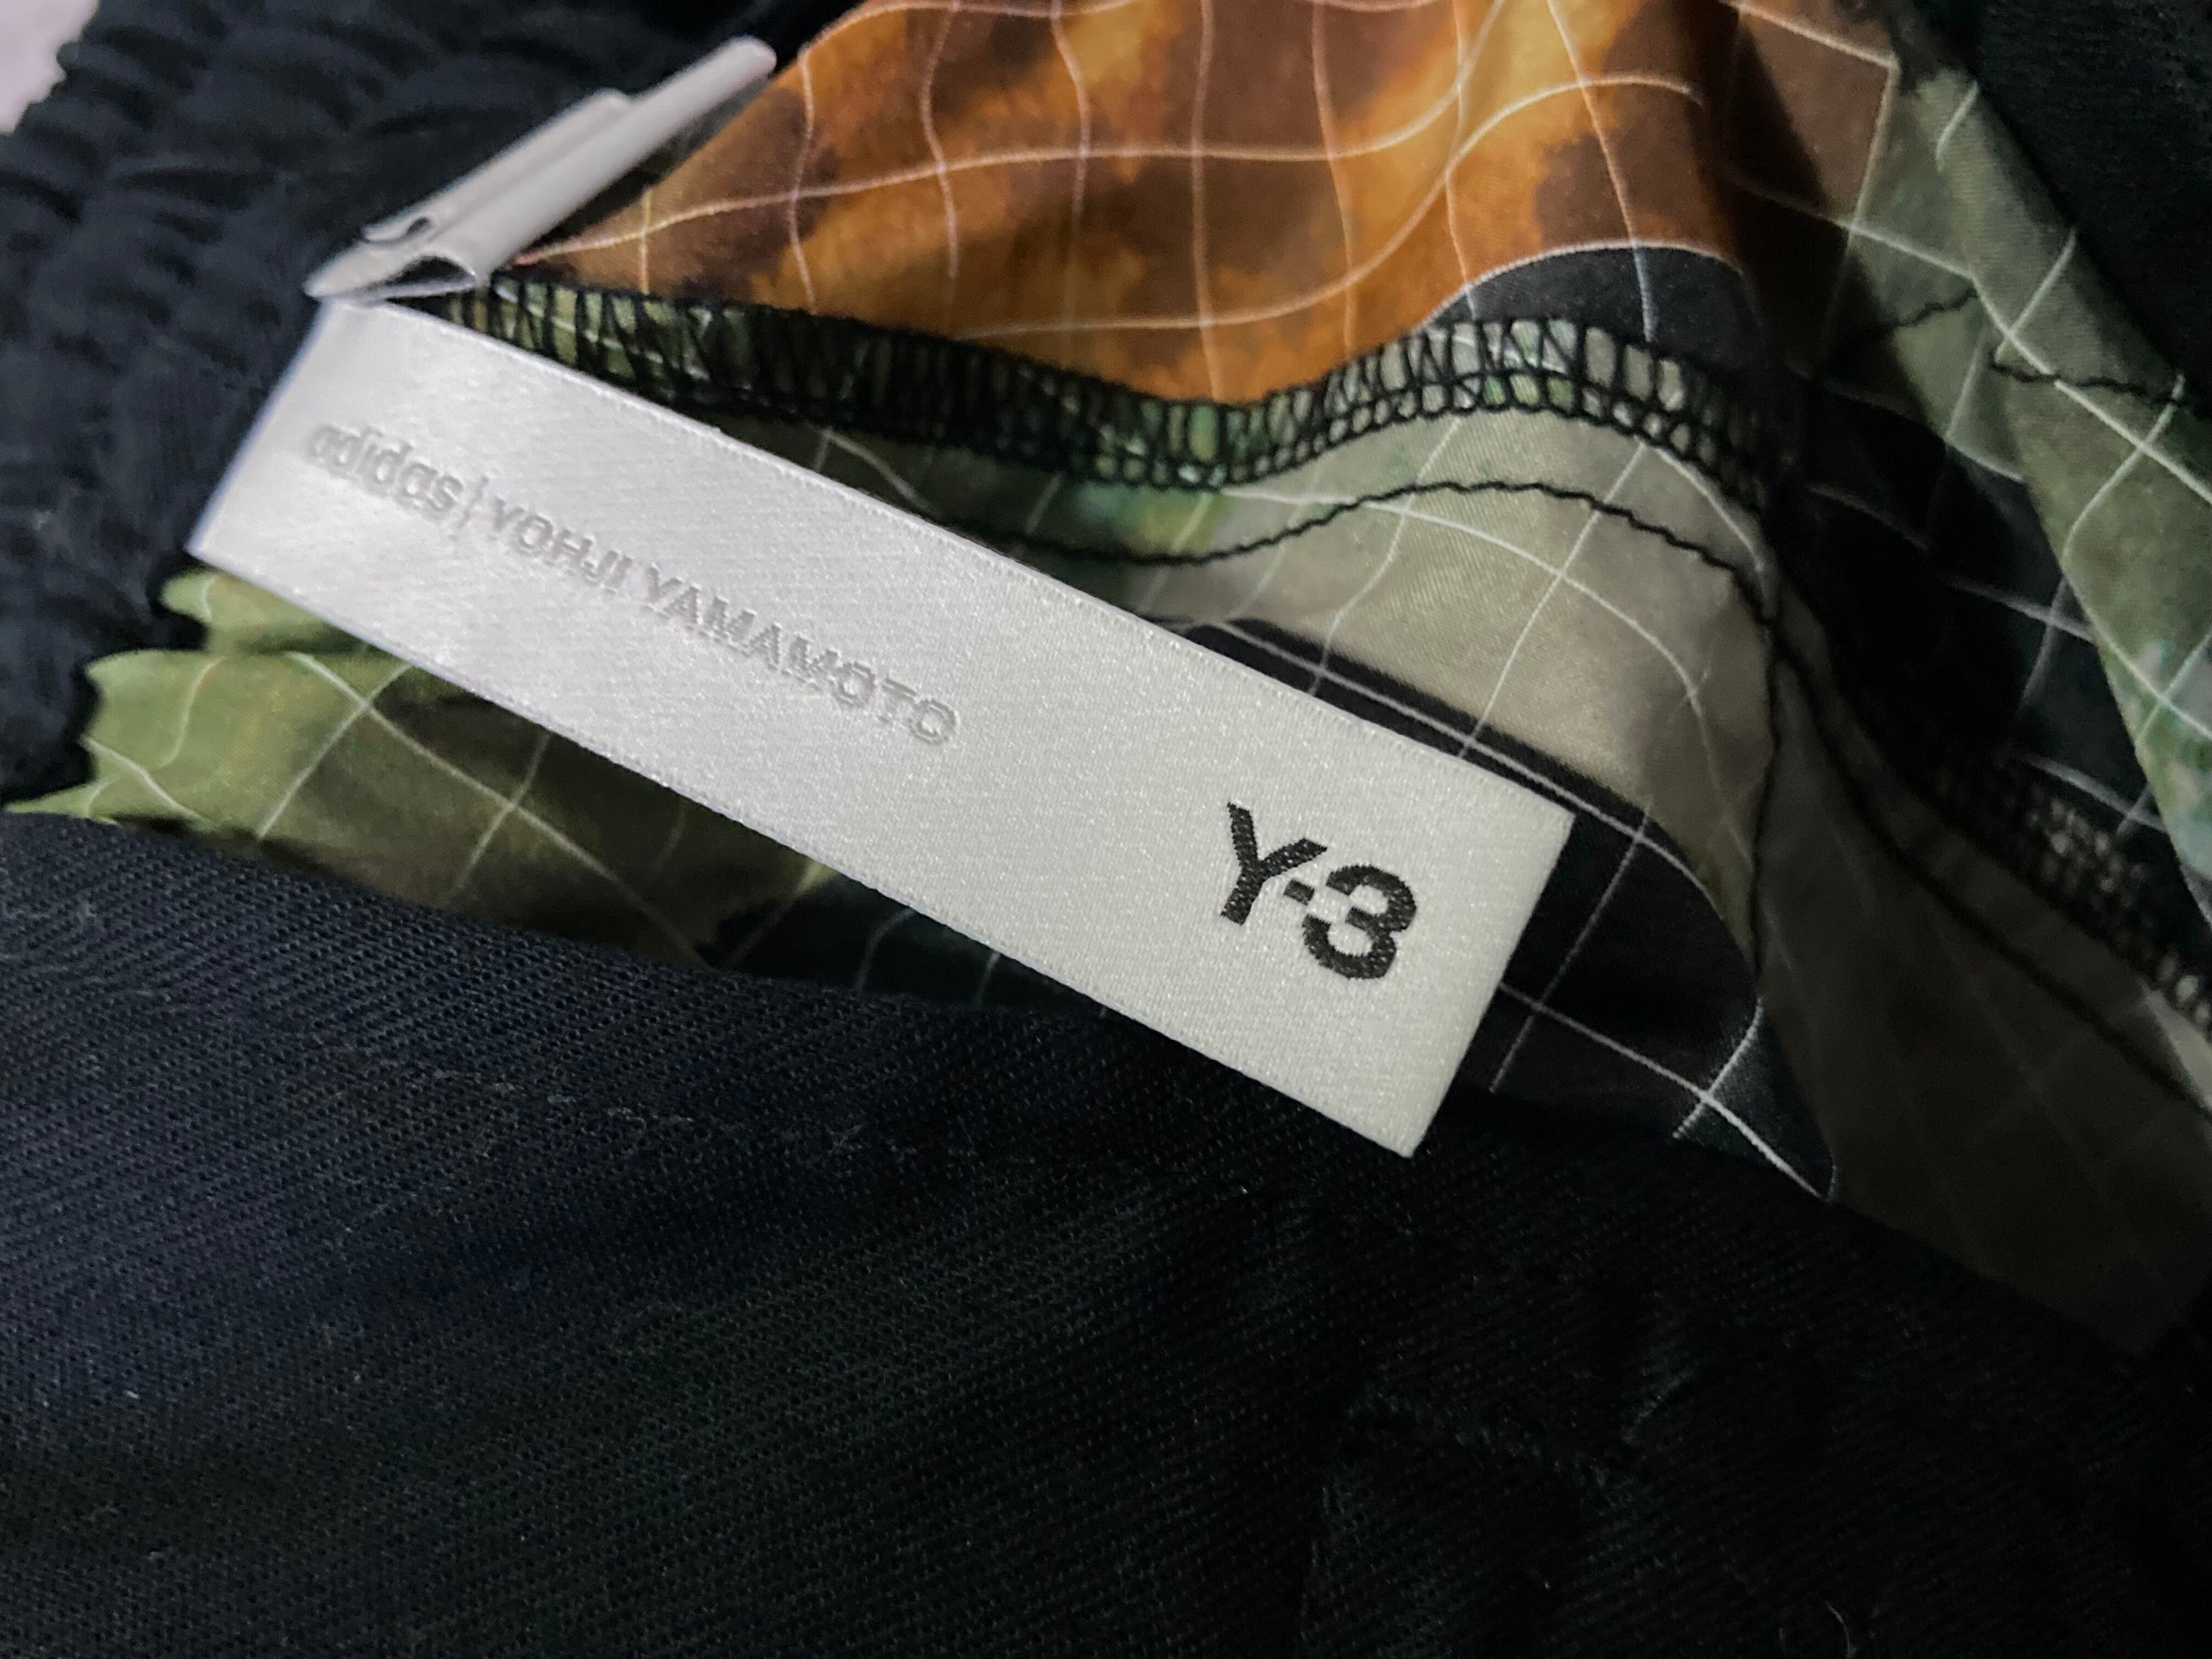 adidas | YOHJI YAMAMOTO
Y-3